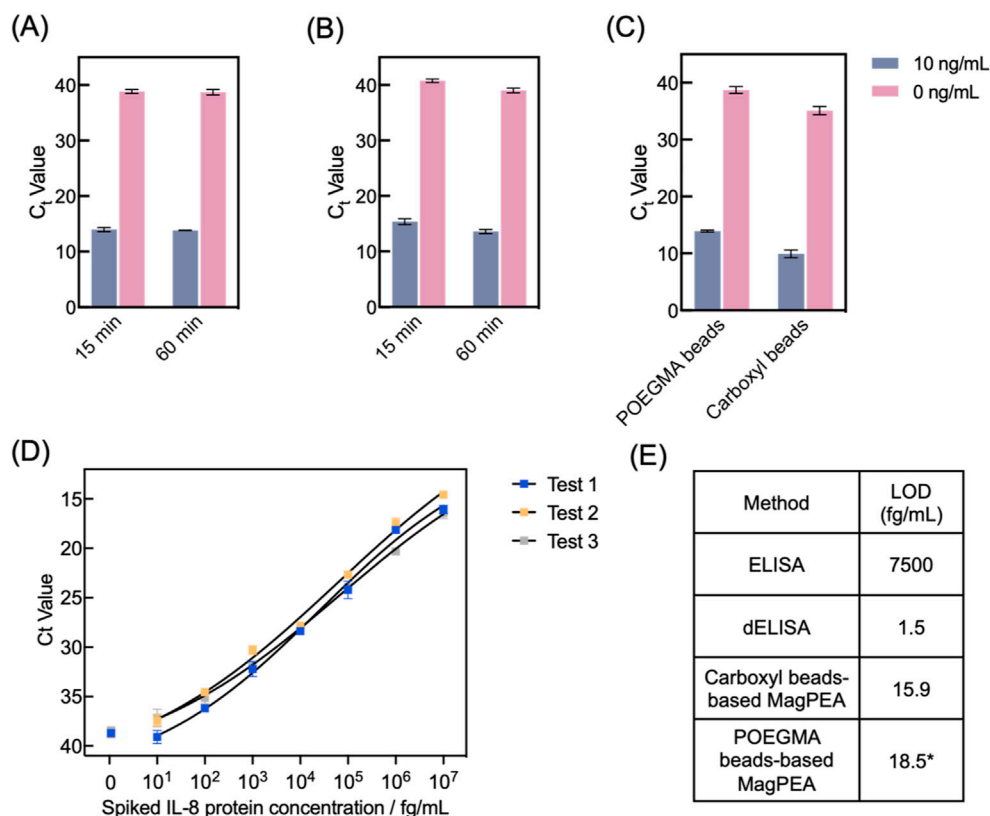 (A)
40
30
20
10
0
Ct Value
15 min
60 min
(B)
40
30
20
10
0
Ct Value
15 min
60 min
(C)
40
30
20
10
0
Ct Value
POEGMA beads
Carboxyl beads
10 ng/mL
0 ng/mL
(D)
15
20
25
30
35
40
Ct Value
0 10¹ 10² 10³ 10⁴ 10⁵ 10⁶ 10⁷
Spiked IL-8 protein concentration / fg/mL
Test 1
Test 2
Test 3
(E)
Method LOD
(fg/mL)
ELISA 7500
dELISA 1.5
Carboxyl beads-
based MagPEA 15.9
POEGMA
beads-based 18.5*
MagPEA